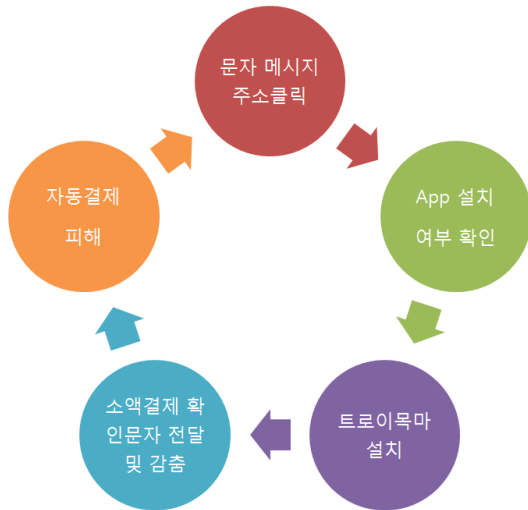 문자 메시지
주소클릭
App 설치
여부 확인
트로이목마
설치
소액결제 확
인문자 전달
및 감춤
자동결제
피해